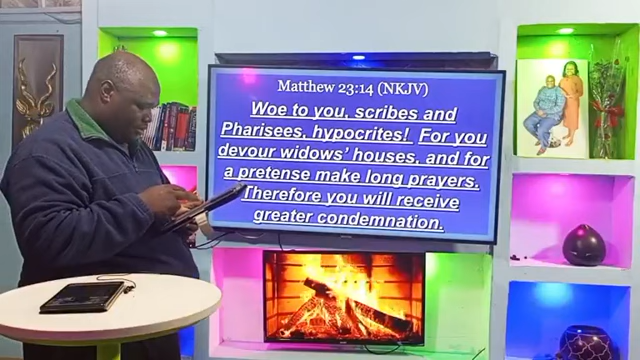 Matthew 23:14 (NKJV)
Woe to you, scribes and
Pharisees, hypocrites! For you
devour widows' houses, and for
a pretense make long prayers.
Therefore you will receive
greater condemnation.